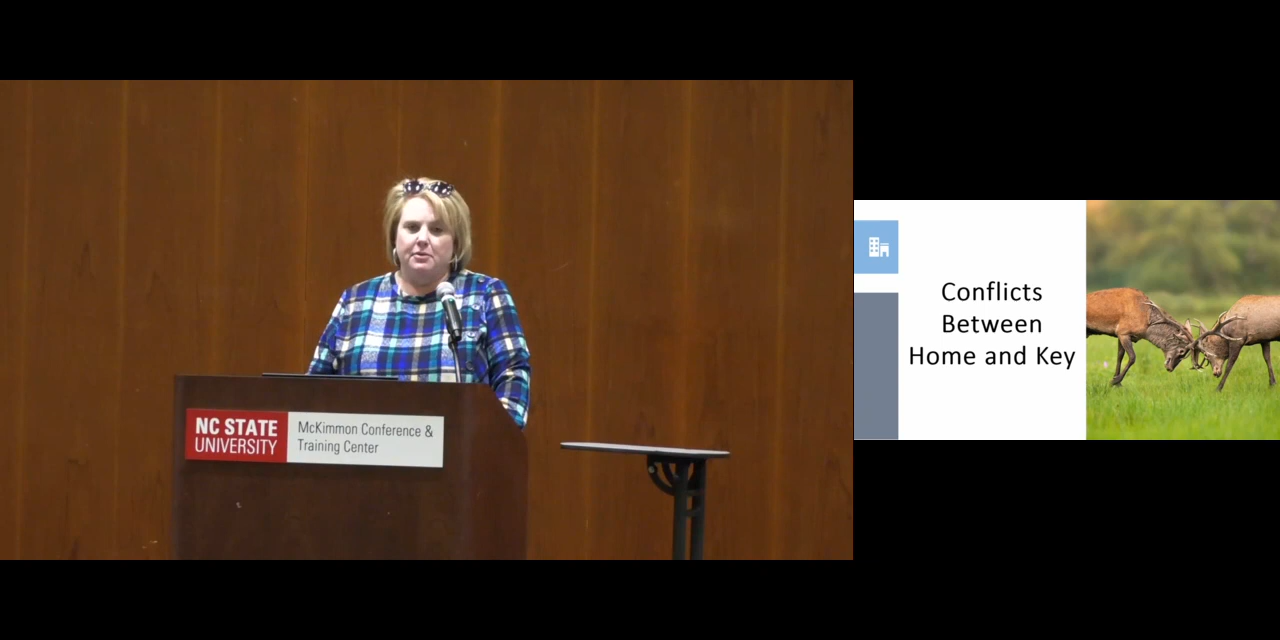 NC STATE
UNIVERSITY
McKimmon Conference &
Training Center
Conflicts
Between
Home and Key